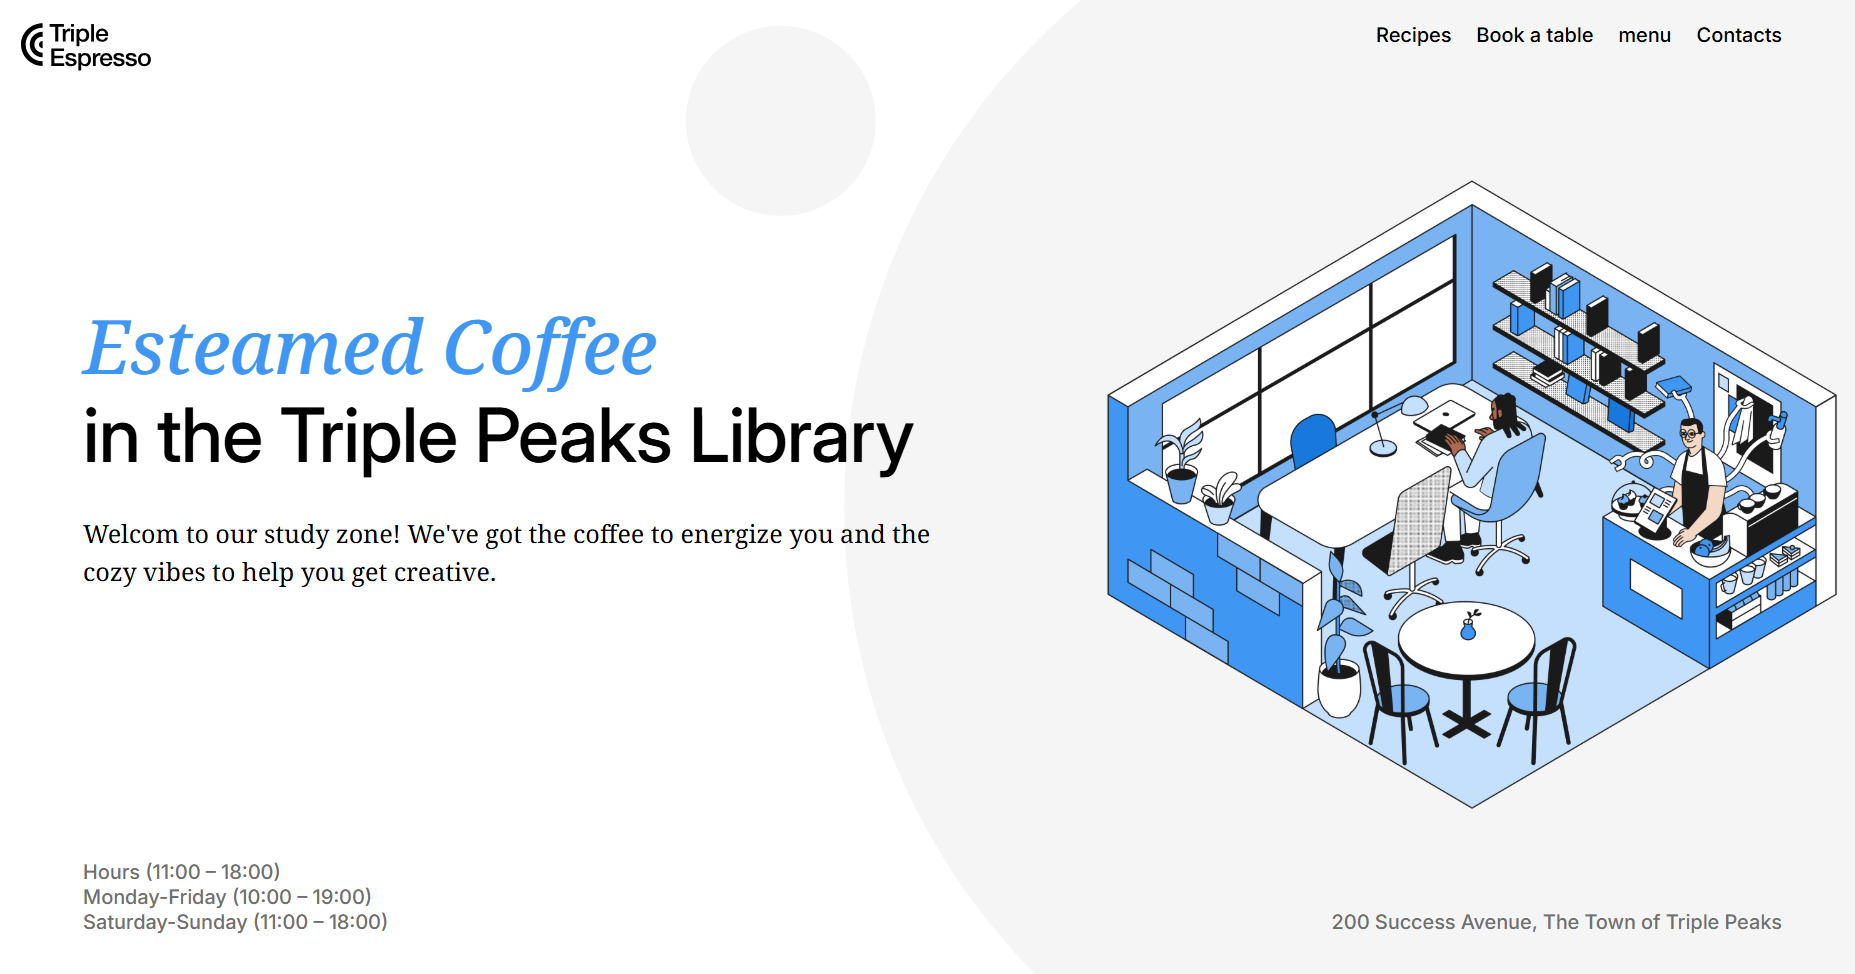 Triple
Espresso
Recipes Book a table menu Contacts
Esteamed Coffee
in the Triple Peaks Library
Welcom to our study zone! We've got the coffee to energize you and the
cozy vibes to help you get creative.
Hours (11:00 – 18:00)
Monday-Friday (10:00 – 19:00)
Saturday-Sunday (11:00 – 18:00)
200 Success Avenue, The Town of Triple Peaks